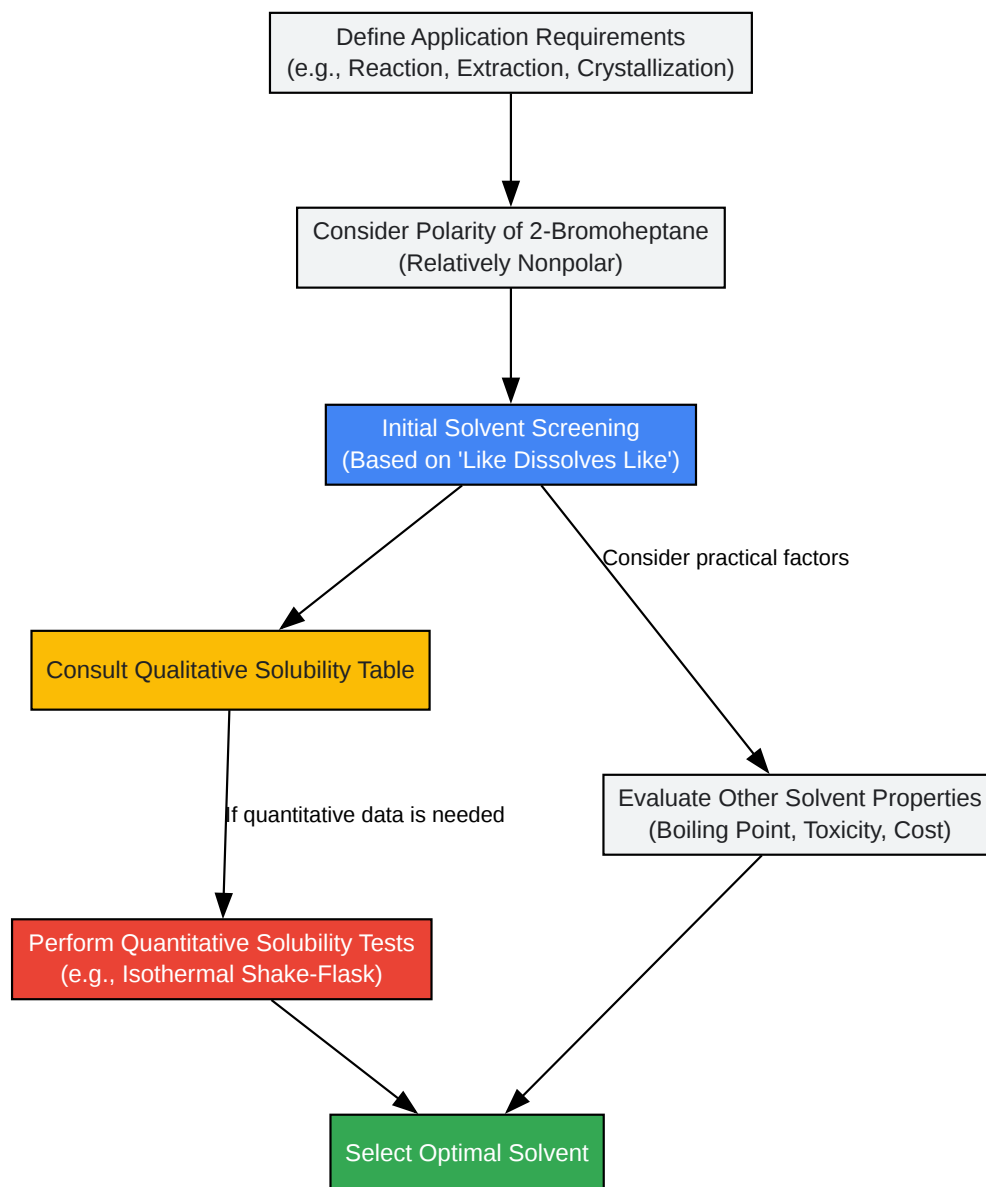 Define Application Requirements
(e.g., Reaction, Extraction, Crystallization)
Consider Polarity of 2-Bromoheptane
(Relatively Nonpolar)
Initial Solvent Screening
(Based on 'Like Dissolves Like')
Consider practical factors
Consult Qualitative Solubility Table
Evaluate Other Solvent Properties
(Boiling Point, Toxicity, Cost)
If quantitative data is needed
Perform Quantitative Solubility Tests
(e.g., Isothermal Shake-Flask)
Select Optimal Solvent